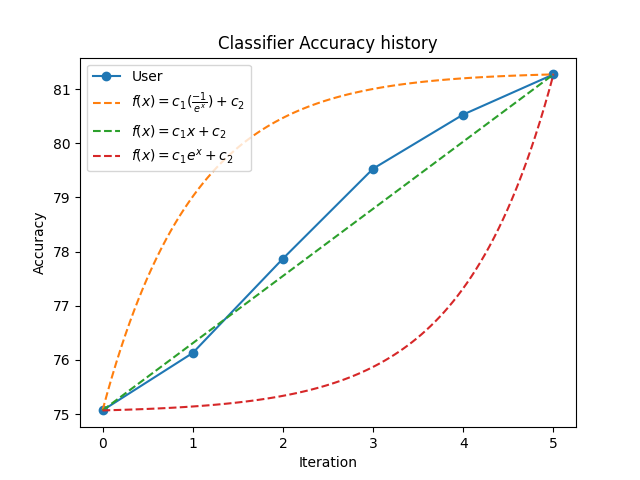 Classifier Accuracy history
User
f(x) = c₁(\frac{-1}{e^x}) + c₂
f(x) = c₁x + c₂
f(x) = c₁eˣ + c₂
Accuracy
81
80
79
78
77
76
75
0 1 2 3 4 5
Iteration